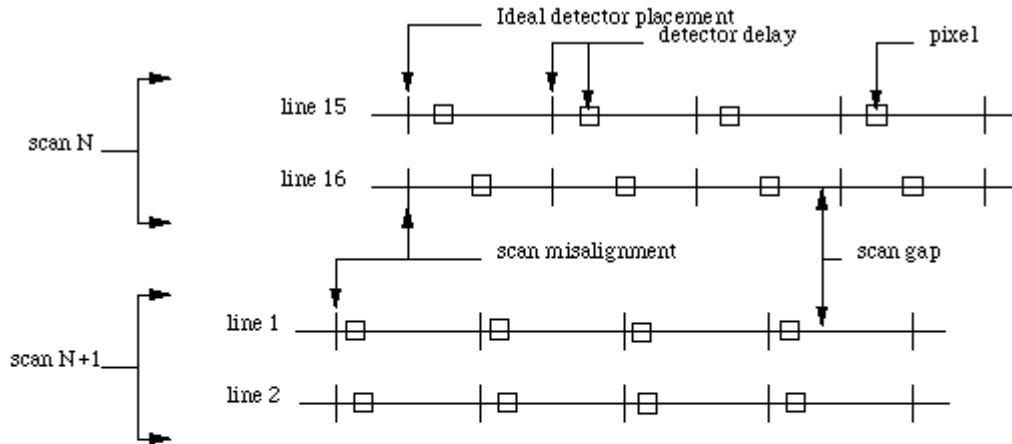 Ideal detector placement
detector delay
pixel
line 15
scan N
line 16
scan misalignment
scan gap
line 1
scan N+1
line 2